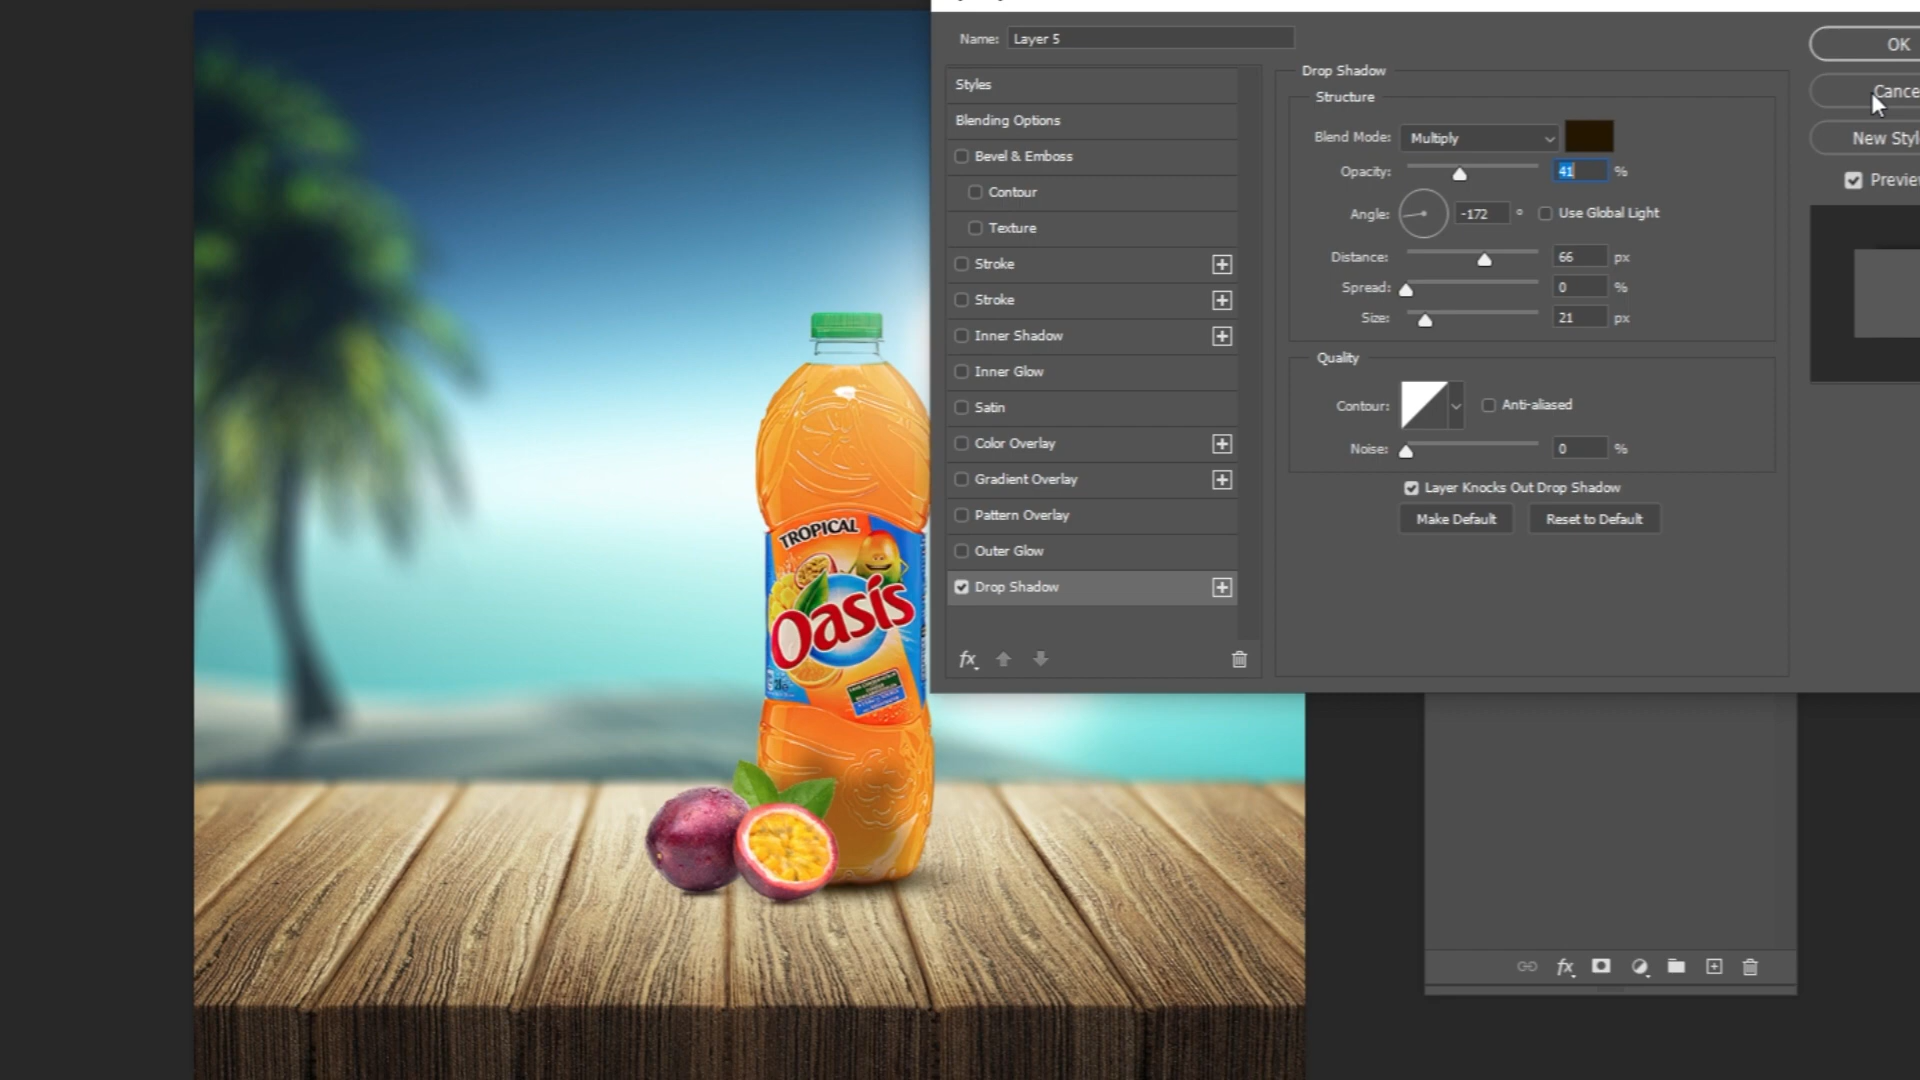 Name: Layer 5
OK
Styles
Drop Shadow
Structure
Cance
Blending Options
Blend Mode: Multiply
New Styl
Bevel & Emboss
Opacity: 41 %
Preview
Contour
Angle: -172 ° Use Global Light
Texture
Distance: 66 px
Stroke
Spread: 0 %
Stroke
Size: 21 px
Inner Shadow
Quality
Inner Glow
Satin
Contour: Anti-aliased
Color Overlay
Noise: 0 %
Gradient Overlay
Layer Knocks Out Drop Shadow
Pattern Overlay
Make Default Reset to Default
Outer Glow
Drop Shadow
fx
TROPICAL
Oasis
fx